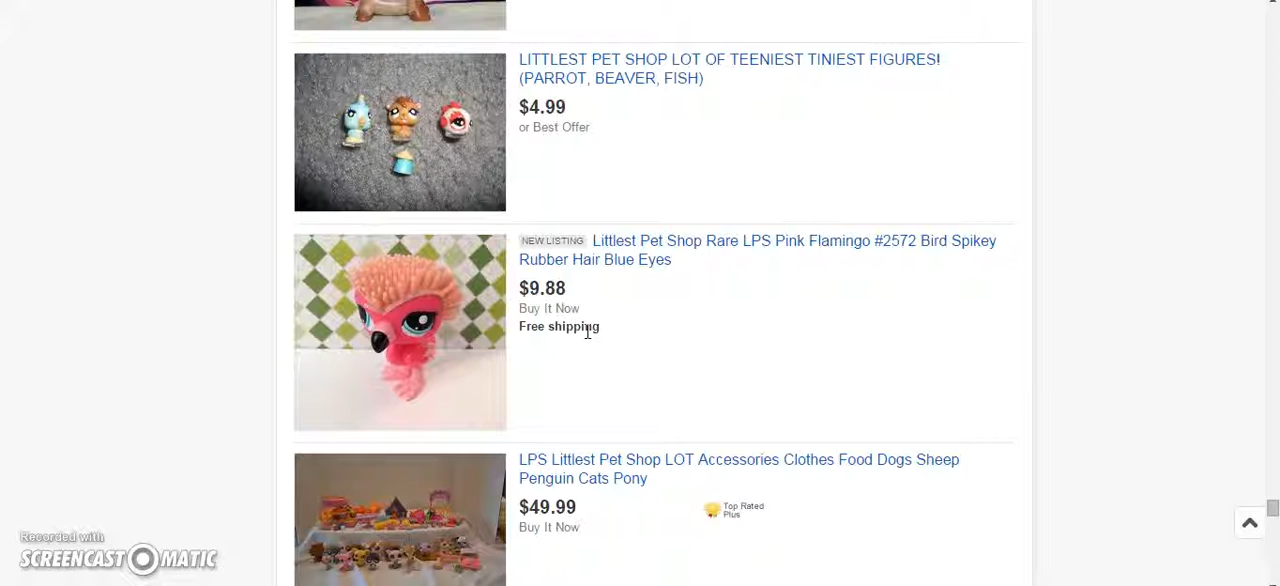 LITTLEST PET SHOP LOT OF TEENIEST TINIEST FIGURES!
(PARROT, BEAVER, FISH)
$4.99
or Best Offer
NEW LISTING Littlest Pet Shop Rare LPS Pink Flamingo #2572 Bird Spikey
Rubber Hair Blue Eyes
$9.88
Buy It Now
Free shipping
LPS Littlest Pet Shop LOT Accessories Clothes Food Dogs Sheep
Penguin Cats Pony
$49.99
Top Rated
Plus
Buy It Now
Recorded with
SCREENCAST-O-MATIC